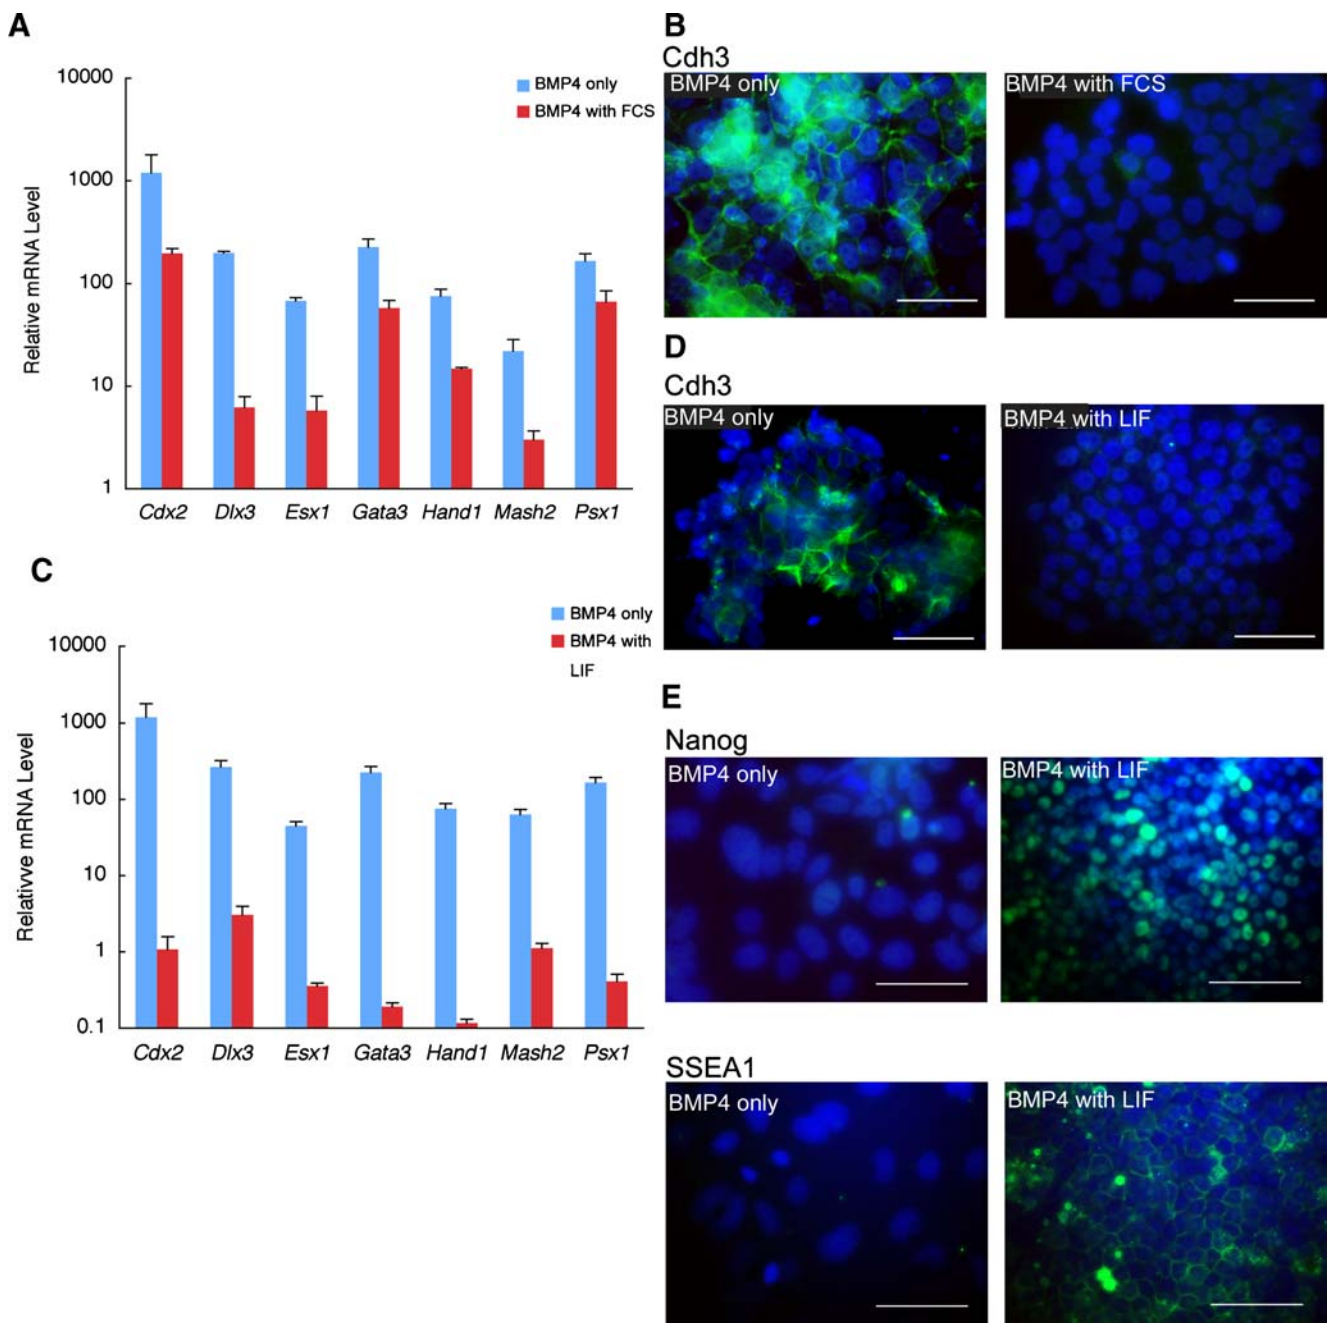 A
10000
1000
100
10
1
Relative mRNA Level
BMP4 only
BMP4 with FCS
Cdx2 Dlx3 Esx1 Gata3 Hand1 Mash2 Psx1
B
Cdh3
BMP4 only
BMP4 with FCS
C
10000
1000
100
10
1
0.1
Relativve mRNA Level
BMP4 only
BMP4 with
LIF
Cdx2 Dlx3 Esx1 Gata3 Hand1 Mash2 Psx1
D
Cdh3
BMP4 only
BMP4 with LIF
E
Nanog
BMP4 only
BMP4 with LIF
SSEA1
BMP4 only
BMP4 with LIF